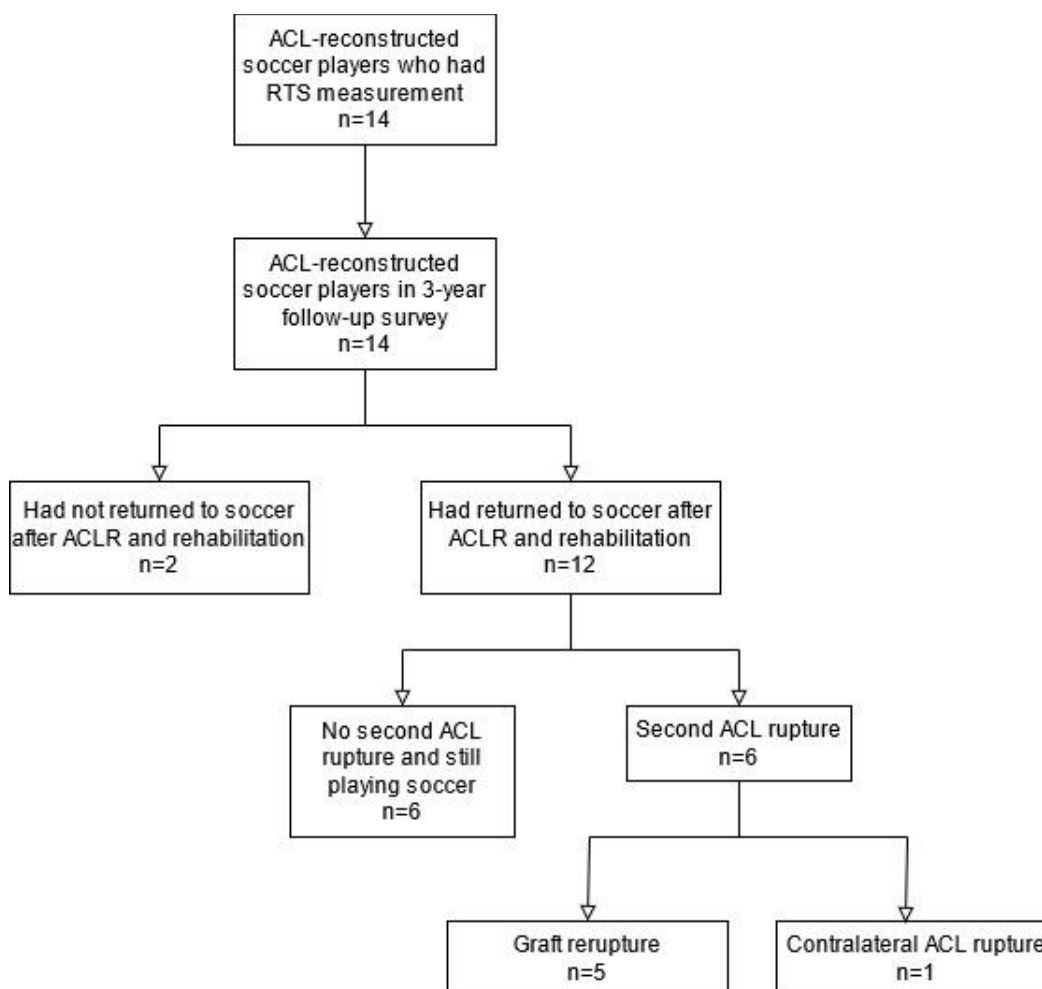 ACL-reconstructed
soccer players who had
RTS measurement
n=14
ACL-reconstructed
soccer players in 3-year
follow-up survey
n=14
Had not returned to soccer
after ACLR and rehabilitation
n=2
Had returned to soccer after
ACLR and rehabilitation
n=12
No second ACL
rupture and still
playing soccer
n=6
Second ACL rupture
n=6
Graft rerupture
n=5
Contralateral ACL rupture
n=1